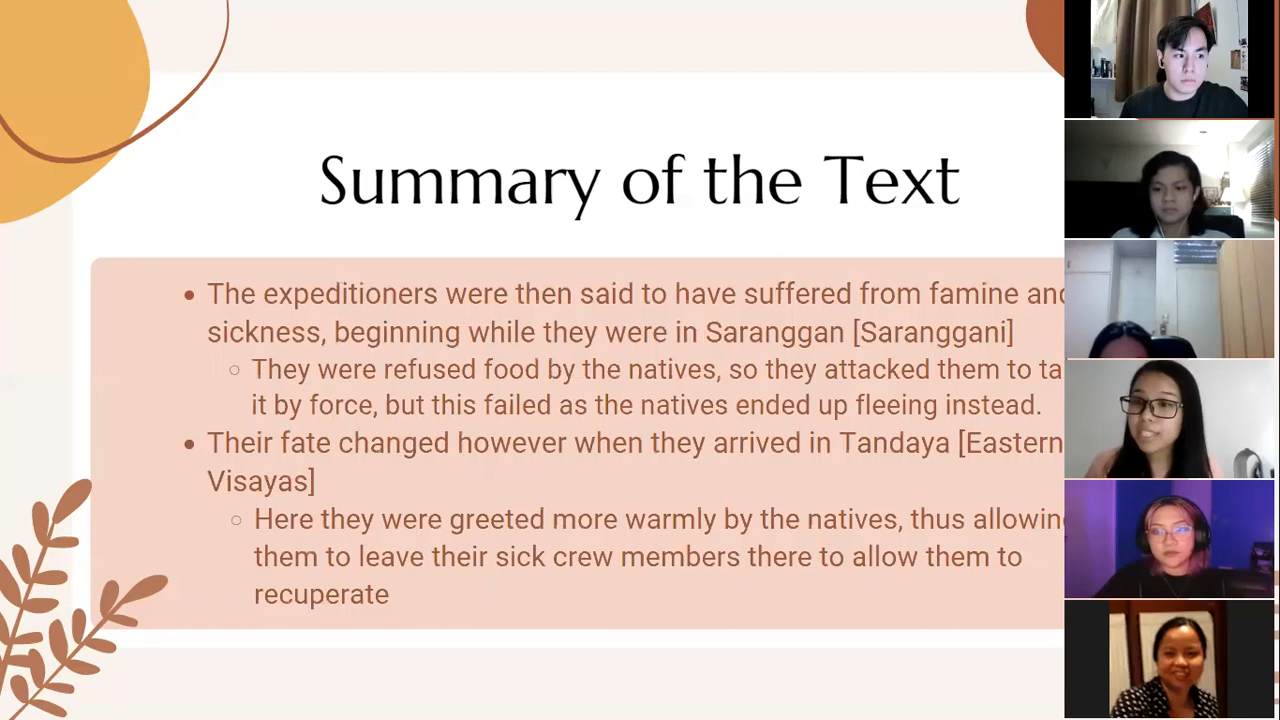 Summary of the Text
The expeditioners were then said to have suffered from famine and
sickness, beginning while they were in Saranggan [Saranggani]
They were refused food by the natives, so they attacked them to ta
it by force, but this failed as the natives ended up fleeing instead.
Their fate changed however when they arrived in Tandaya [Eastern
Visayas]
Here they were greeted more warmly by the natives, thus allowing
them to leave their sick crew members there to allow them to
recuperate